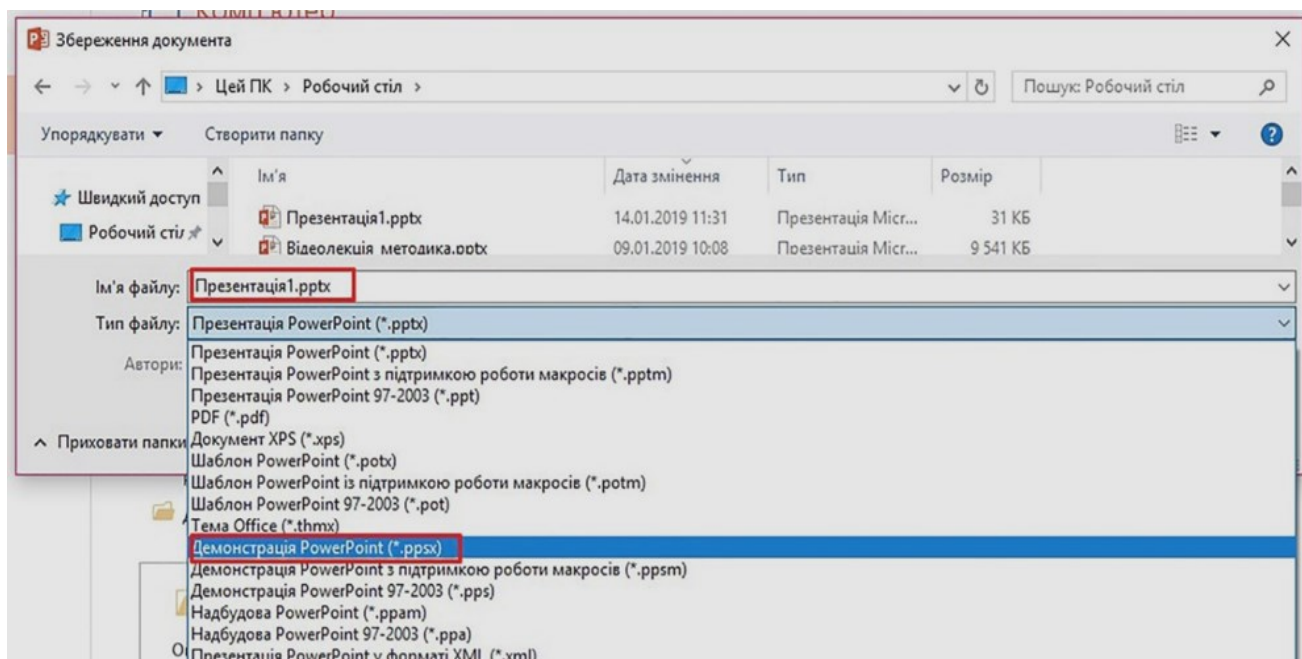 Збереження документа
Цей ПК > Робочий стіл >
Пошук: Робочий стіл
Упорядкувати
Створити папку
Швидкий доступ
Робочий стіл
Ім'я Дата змінення Тип Розмір
Презентація1.pptx 14.01.2019 11:31 Презентація Micr... 31 КБ
Відеолекція методика.pptx 09.01.2019 10:08 Презентація Micr... 9 541 КБ
Ім'я файлу: Презентація1.pptx
Тип файлу: Презентація PowerPoint (*.pptx)
Автори:
Презентація PowerPoint (*.pptx)
Презентація PowerPoint з підтримкою роботи макросів (*.pptm)
Презентація PowerPoint 97-2003 (*.ppt)
PDF (*.pdf)
Документ XPS (*.xps)
Шаблон PowerPoint (*.potx)
Шаблон PowerPoint із підтримкою роботи макросів (*.potm)
Шаблон PowerPoint 97-2003 (*.pot)
Тема Office (*.thmx)
Демонстрація PowerPoint (*.ppsx)
Демонстрація PowerPoint з підтримкою роботи макросів (*.ppsm)
Демонстрація PowerPoint 97-2003 (*.pps)
Надбудова PowerPoint (*.ppam)
Надбудова PowerPoint 97-2003 (*.ppa)
Презентація PowerPoint у форматі XML (*.xml)
Приховати папки